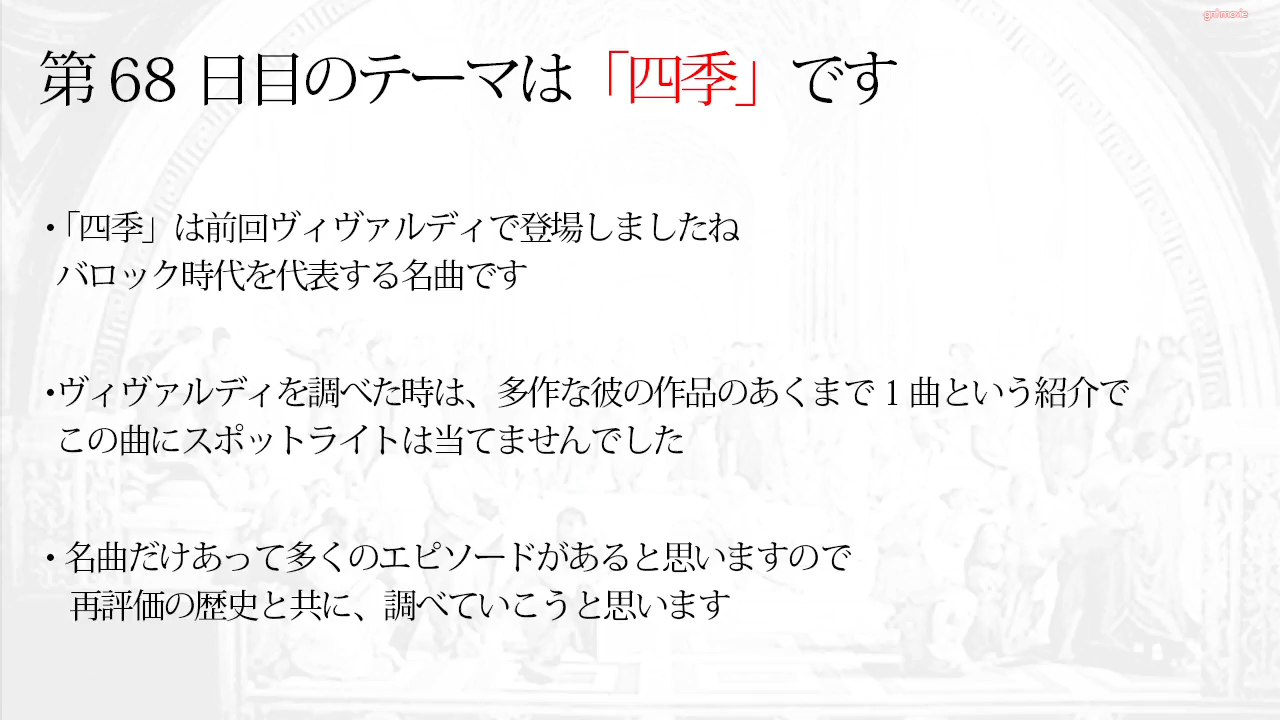 第68日目のテーマは「四季」です
・「四季」は前回ヴィヴァルディで登場しましたね
バロック時代を代表する名曲です
・ヴィヴァルディを調べた時は、多作な彼の作品のあくまで1曲という紹介で
この曲にスポットライトは当てませんでした
・名曲だけあって多くのエピソードがあると思いますので
再評価の歴史と共に、調べていこうと思います